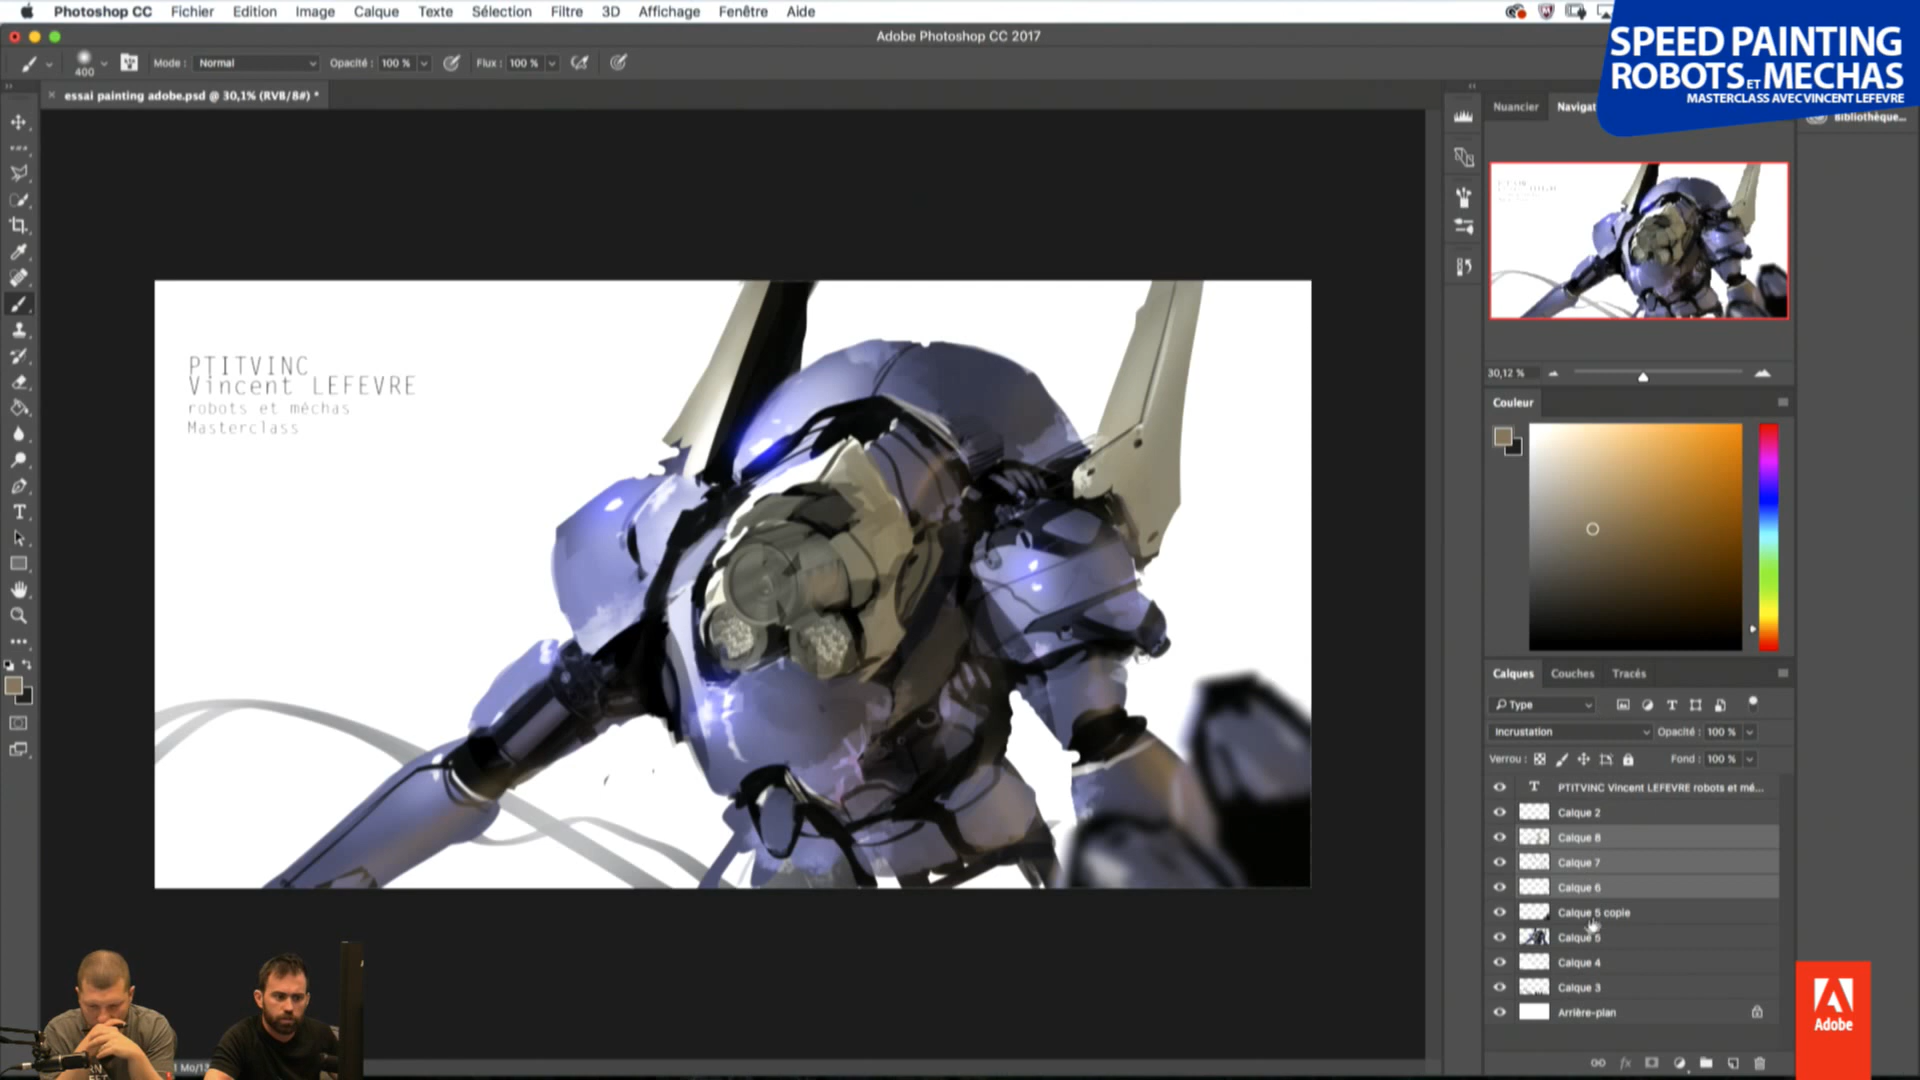 Photoshop CC Fichier Edition Image Calque Texte Sélection Filtre 3D Affichage Fenêtre Aide
Adobe Photoshop CC 2017
SPEED PAINTING
ROBOTS ET MECHAS
MASTERCLASS AVEC VINCENT LEFEVRE
400 Mode : Normal Opacité : 100 % Flux : 100 %
essai painting adobe.psd @ 30,1% (RVB/8#) *
Nuancier Navigat
Bibliothèque...
PTITVINC
Vincent LEFEVRE
robots et méchas
Masterclass
30,12 %
Couleur
Calques Couches Tracés
Type
Incrustation Opacité : 100 %
Verrou : Fond : 100 %
PTITVINC Vincent LEFEVRE robots et mé...
Calque 2
Calque 8
Calque 7
Calque 6
Calque 5 copie
Calque 5
Calque 4
Calque 3
Arrière-plan
Adobe